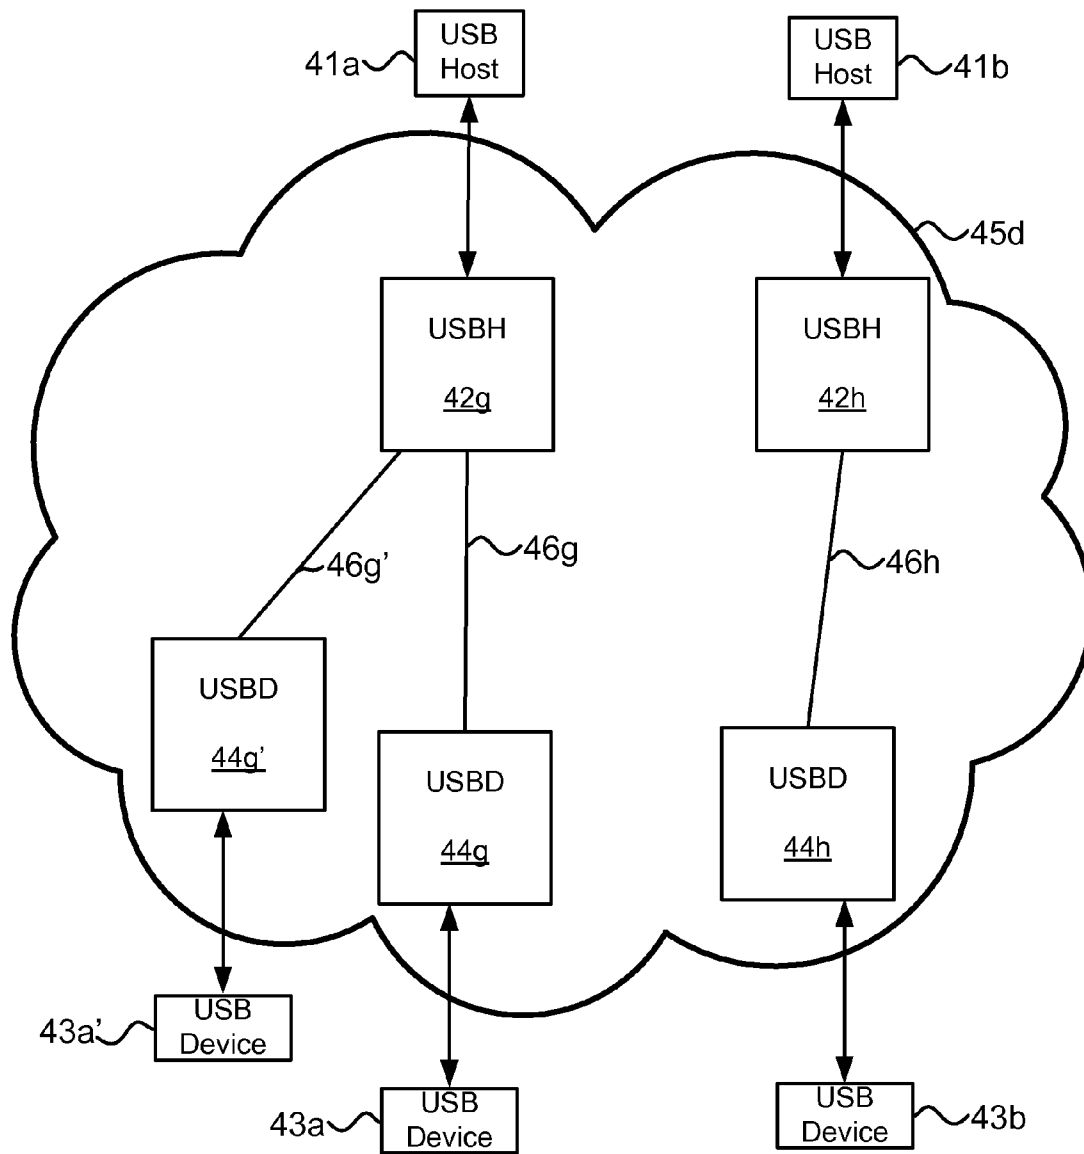 USB
Host
41a
USB
Host
41b
45d
USBH
42g
USBH
42h
46g'
46g
46h
USBD
44g'
USBD
44g
USBD
44h
USB
Device
43a'
USB
Device
43a
USB
Device
43b